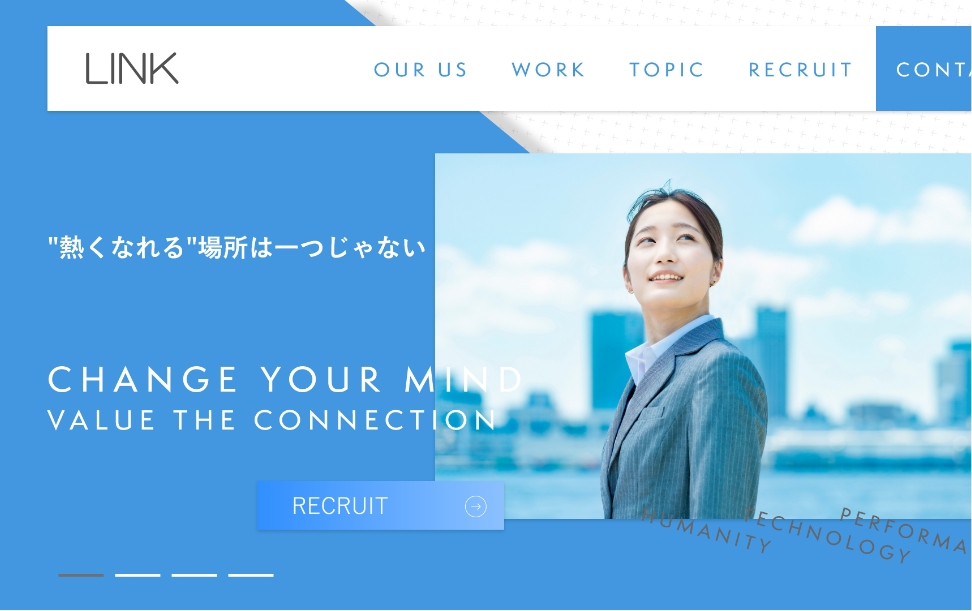 LINK
OUR US WORK TOPIC RECRUIT CONTA
"熱くなれる"場所は一つじゃない
CHANGE YOUR MIND
VALUE THE CONNECTION
RECRUIT
HUMANITY TECHNOLOGY PERFORMA